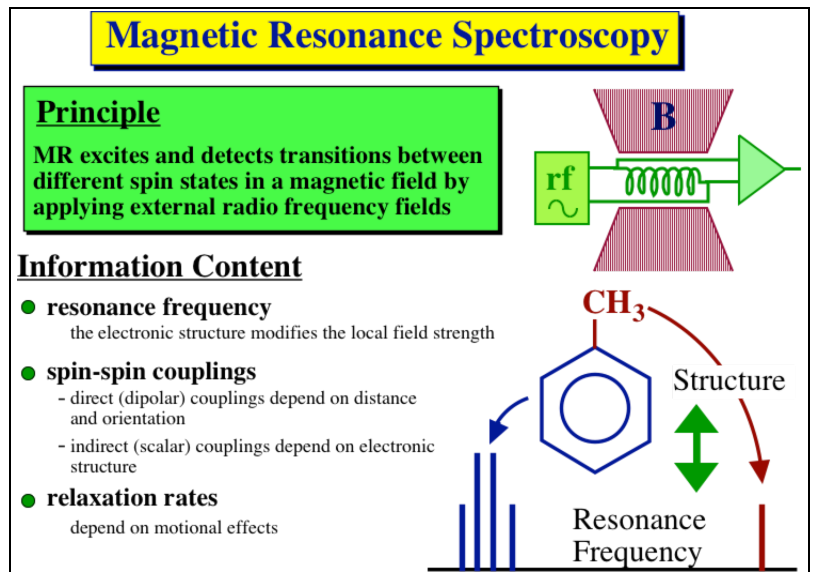 Magnetic Resonance Spectroscopy
Principle
MR excites and detects transitions between
different spin states in a magnetic field by
applying external radio frequency fields
B
rf
Information Content
resonance frequency
the electronic structure modifies the local field strength
spin-spin couplings
- direct (dipolar) couplings depend on distance
and orientation
- indirect (scalar) couplings depend on electronic
structure
relaxation rates
depend on motional effects
CH₃
Structure
Resonance
Frequency